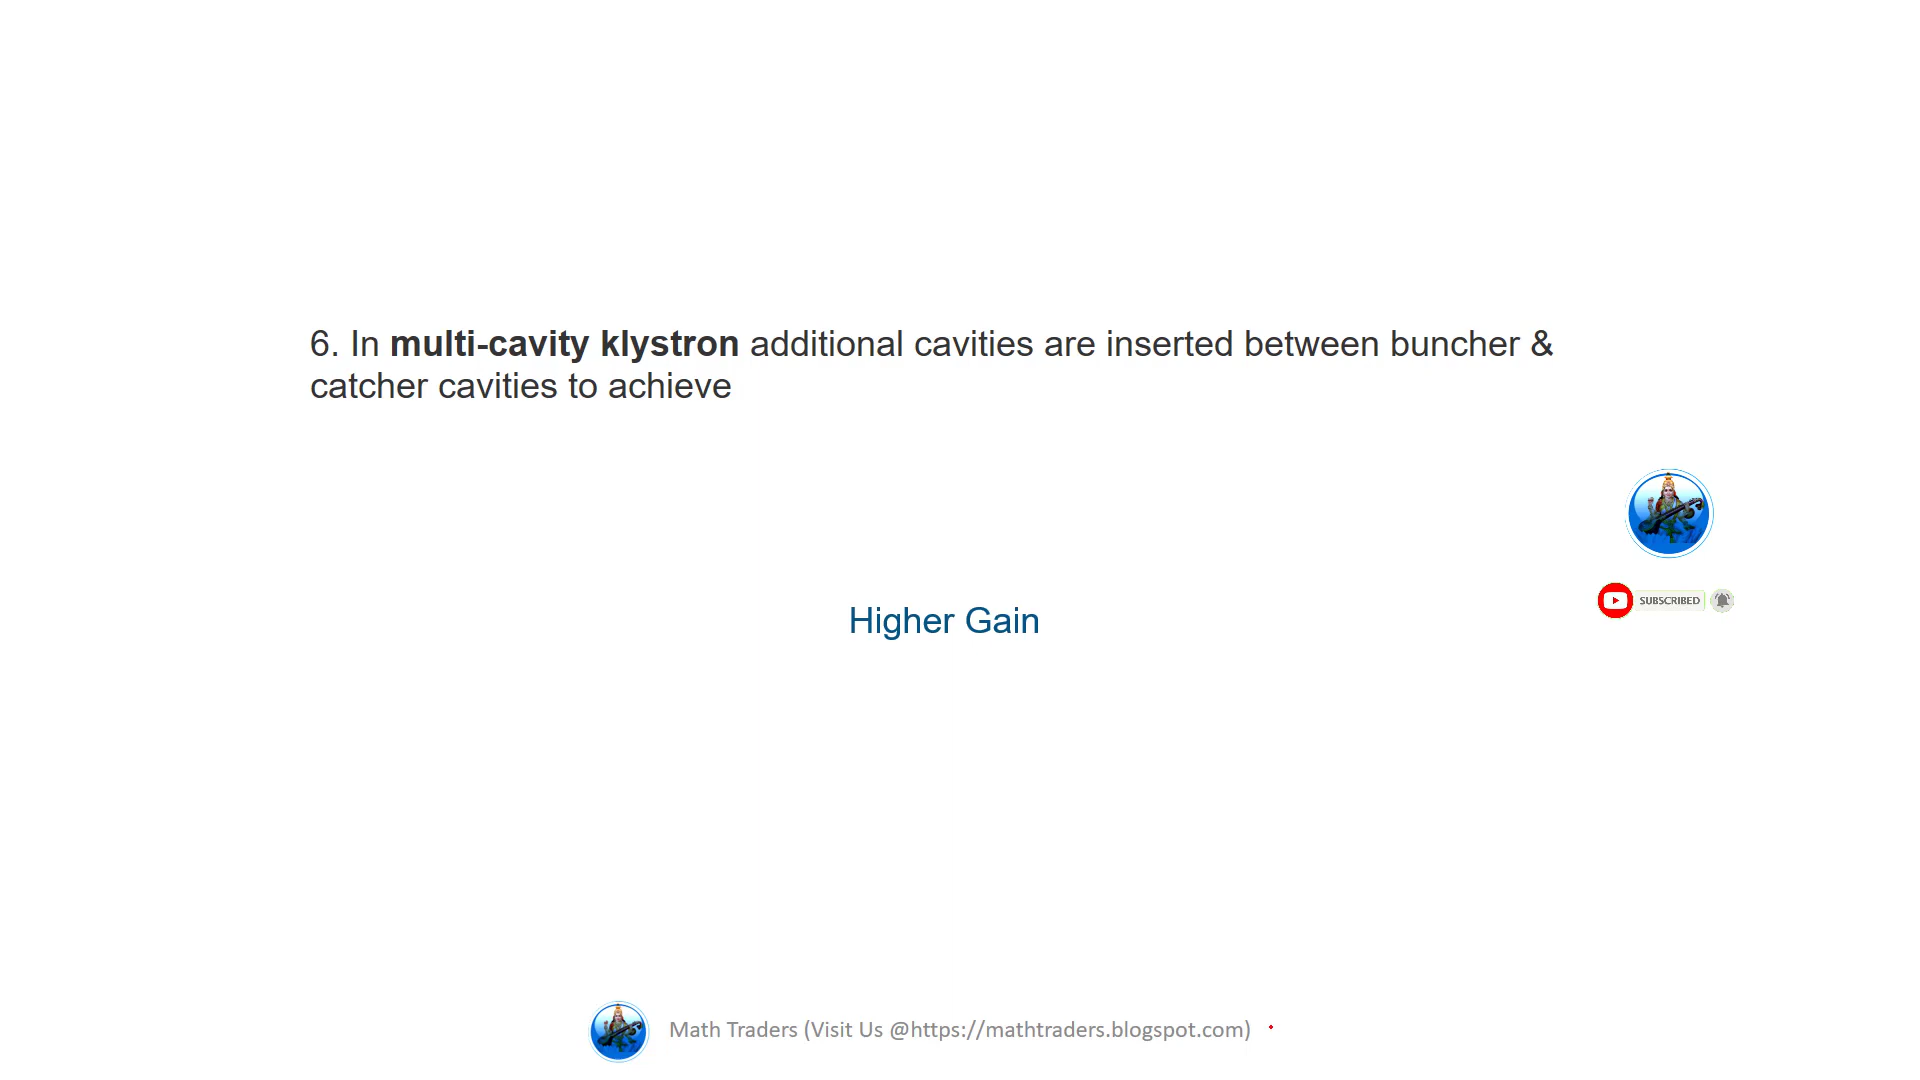 6. In multi-cavity klystron additional cavities are inserted between buncher &
catcher cavities to achieve
SUBSCRIBED
Higher Gain
Math Traders (Visit Us @https://mathtraders.blogspot.com)